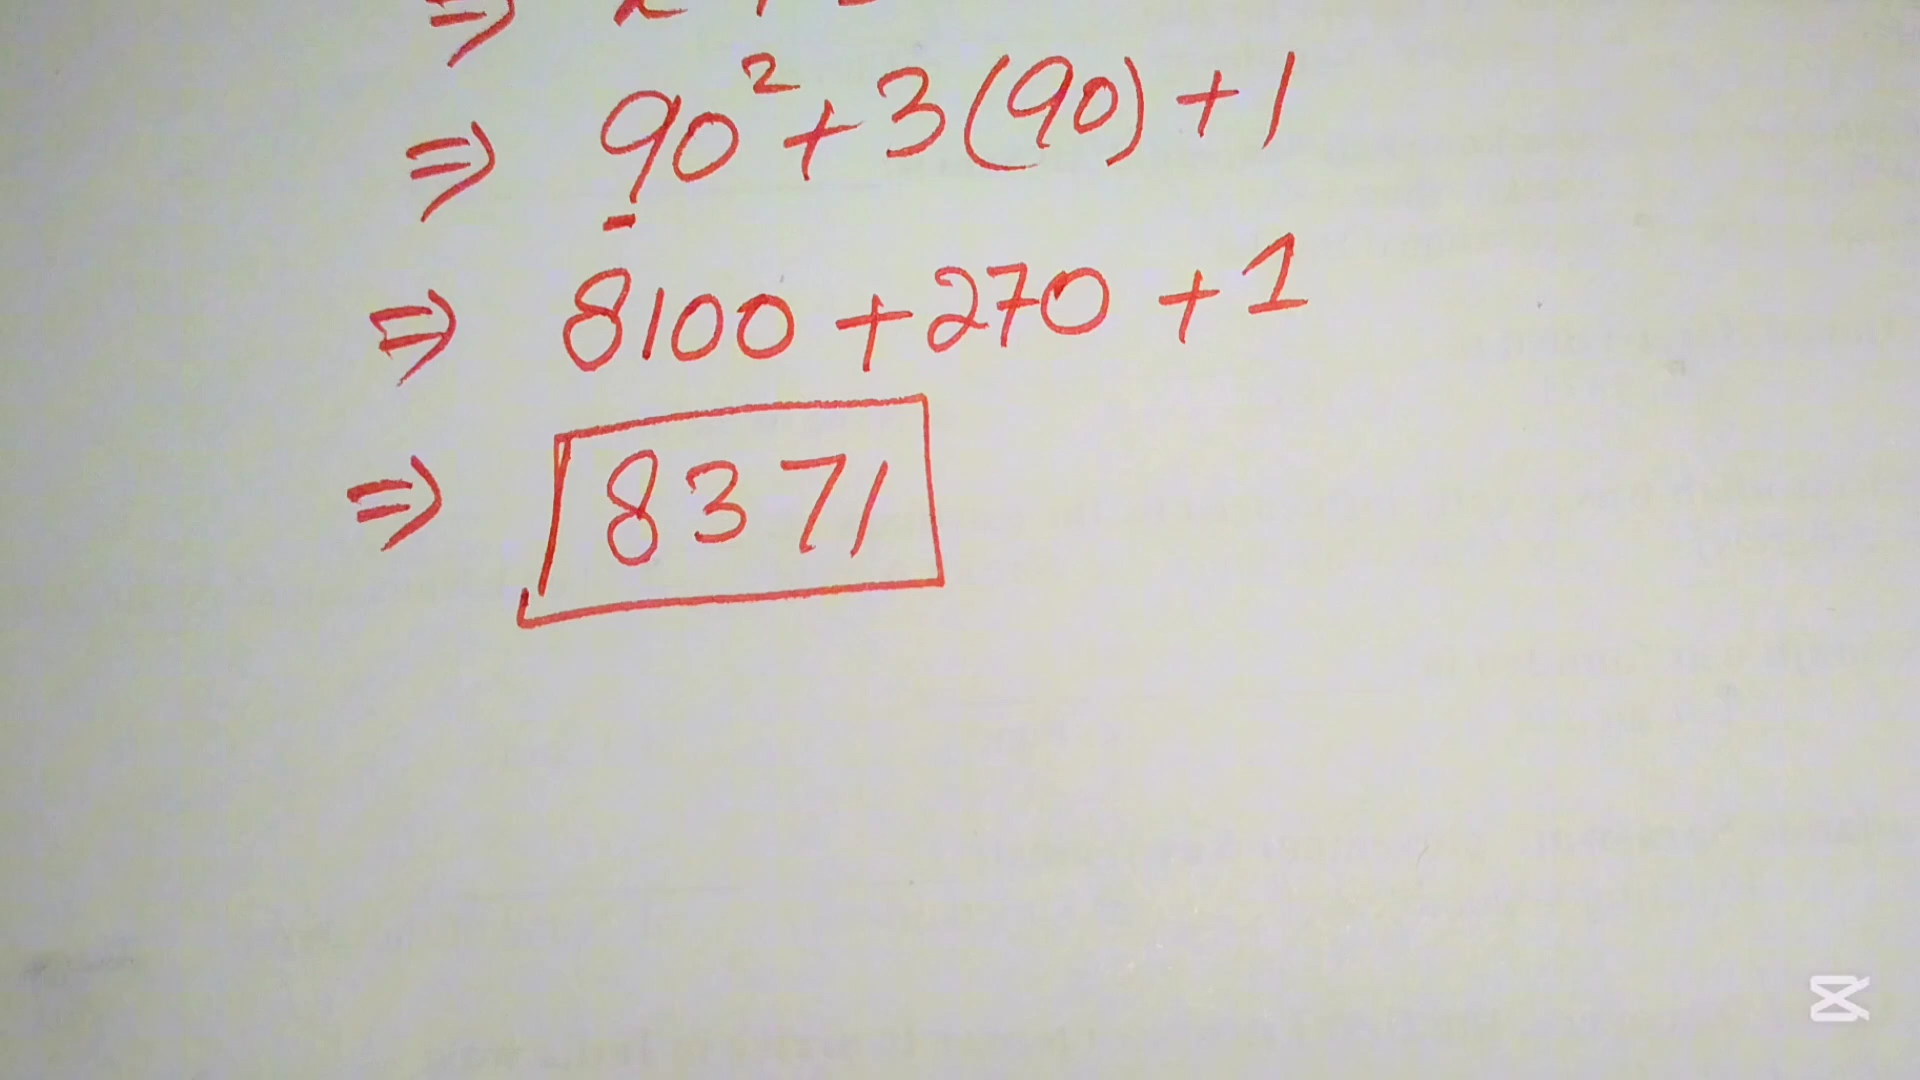 ⇒ 90² + 3(90) + 1
⇒ 8100 + 270 + 1
⇒ 8371